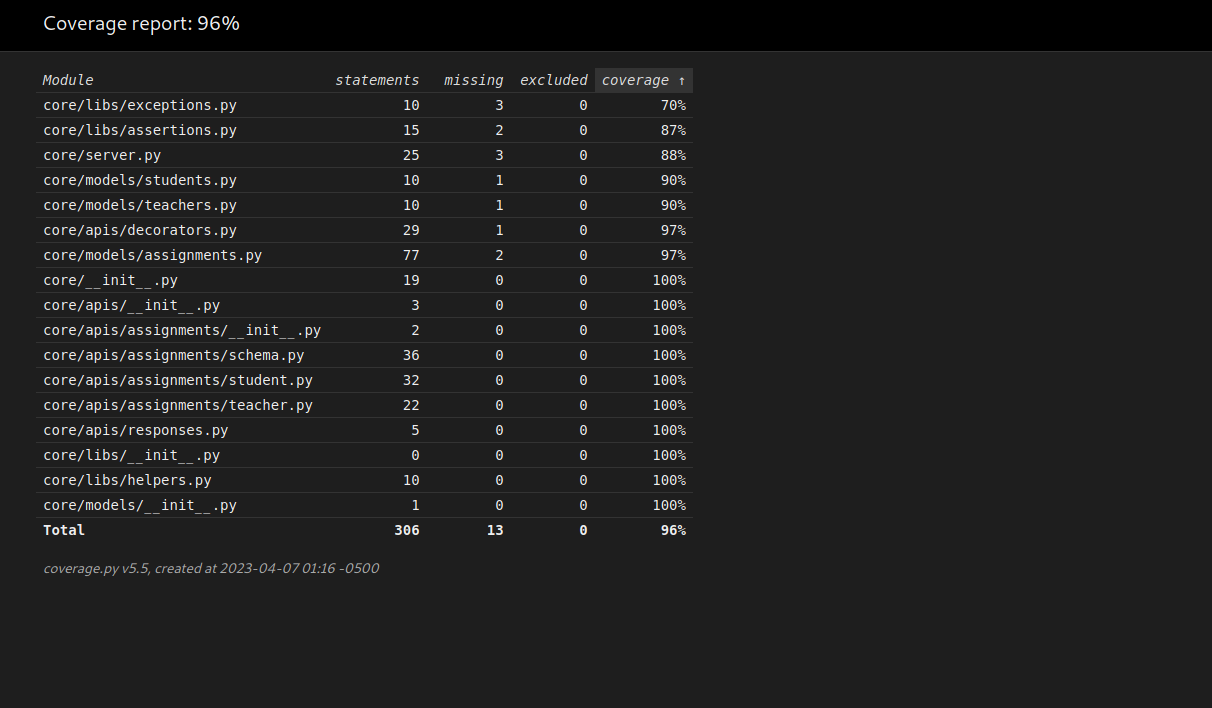 Coverage report: 96%
Module statements missing excluded coverage ↑
core/libs/exceptions.py 10 3 0 70%
core/libs/assertions.py 15 2 0 87%
core/server.py 25 3 0 88%
core/models/students.py 10 1 0 90%
core/models/teachers.py 10 1 0 90%
core/apis/decorators.py 29 1 0 97%
core/models/assignments.py 77 2 0 97%
core/__init__.py 19 0 0 100%
core/apis/__init__.py 3 0 0 100%
core/apis/assignments/__init__.py 2 0 0 100%
core/apis/assignments/schema.py 36 0 0 100%
core/apis/assignments/student.py 32 0 0 100%
core/apis/assignments/teacher.py 22 0 0 100%
core/apis/responses.py 5 0 0 100%
core/libs/__init__.py 0 0 0 100%
core/libs/helpers.py 10 0 0 100%
core/models/__init__.py 1 0 0 100%
Total 306 13 0 96%
coverage.py v5.5, created at 2023-04-07 01:16 -0500